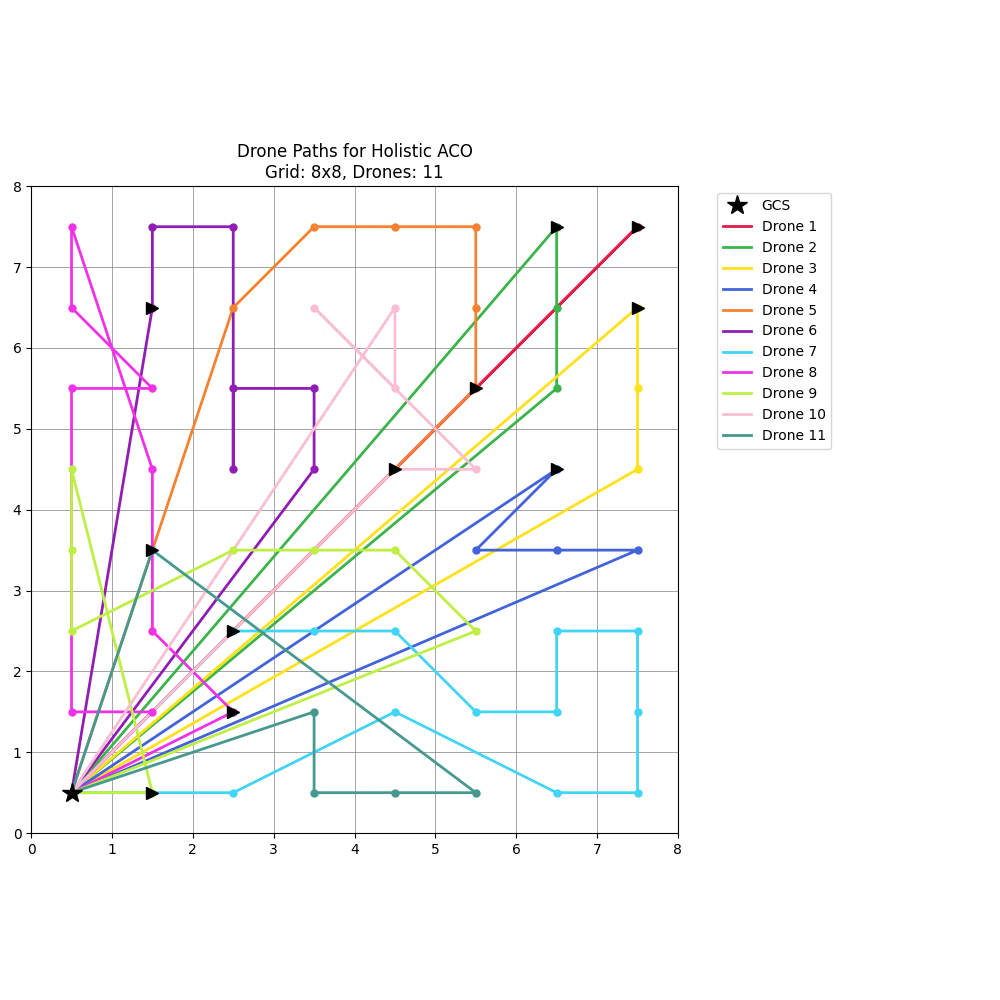 Drone Paths for Holistic ACO
Grid: 8x8, Drones: 11
8
7
6
5
4
3
2
1
0
0 1 2 3 4 5 6 7 8
GCS
Drone 1
Drone 2
Drone 3
Drone 4
Drone 5
Drone 6
Drone 7
Drone 8
Drone 9
Drone 10
Drone 11